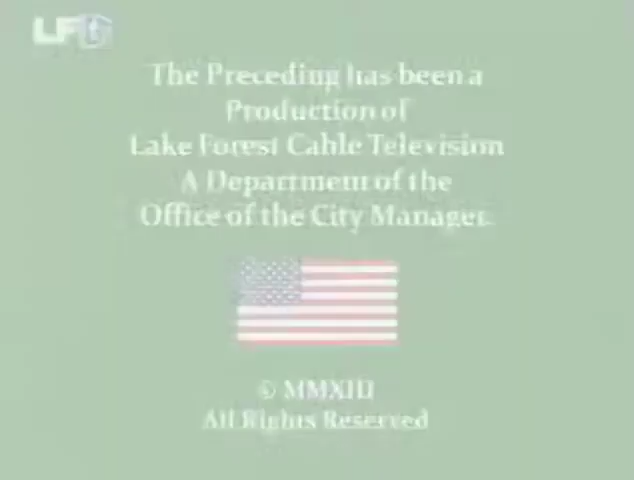 The Preceding has been a
Production of
Lake Forest Cable Television
A Department of the
Office of the City Manager.
© MMXIII
All Rights Reserved